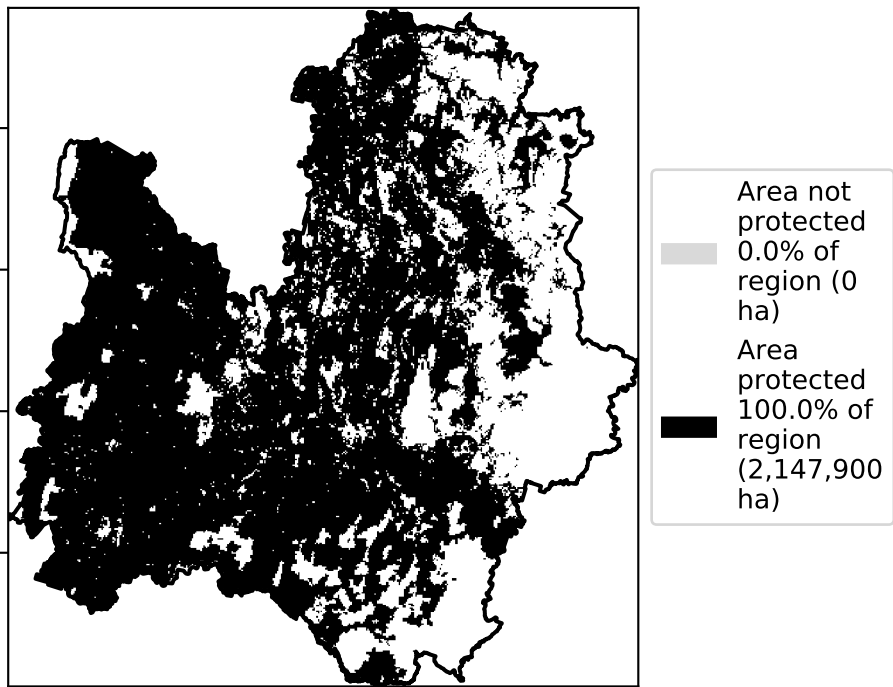 Area not
protected
0.0% of
region (0
ha)
Area
protected
100.0% of
region
(2,147,900
ha)